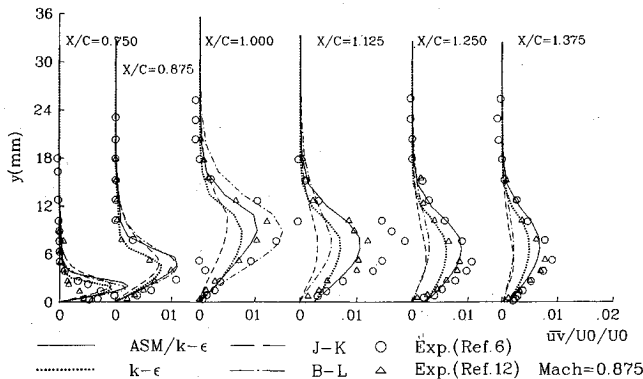 36
30
24
18
12
6
0
y(mm)
X/C=0.750
X/C=0.875
X/C=1.000
X/C=1.125
X/C=1.250
X/C=1.375
0 0 .01 0 .01 0 .01 0 .01 0 .01 0.02
u̅v̅/U0/U0
ASM/k-ϵ J-K Exp.(Ref.6)
k-ϵ B-L Exp.(Ref.12) Mach=0.875